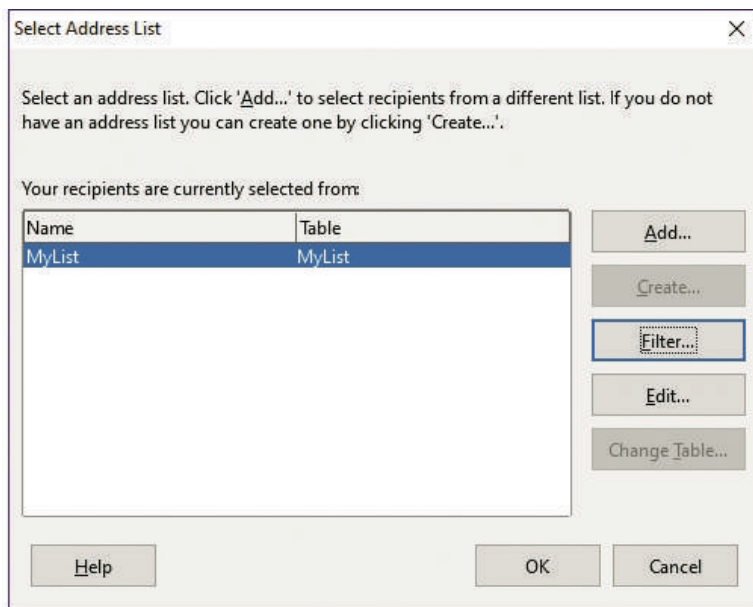 Select Address List
Select an address list. Click 'Add...' to select recipients from a different list. If you do not
have an address list you can create one by clicking 'Create...'.
Your recipients are currently selected from:
Name Table
MyList MyList
Add...
Create...
Filter...
Edit...
Change Table...
Help OK Cancel